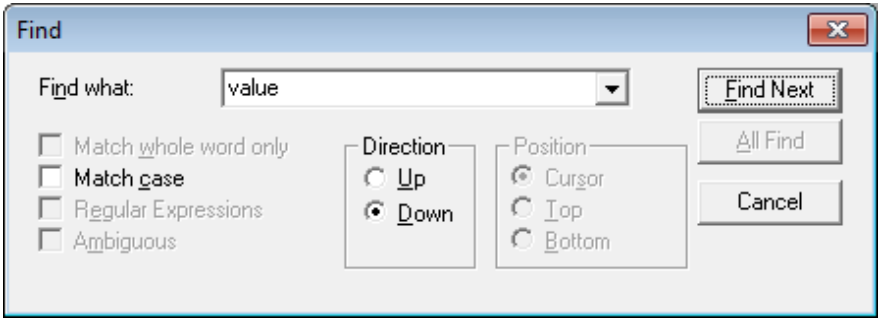 Find
Find what: value Find Next
Match whole word only Direction Position All Find
Match case Up Cursor
Regular Expressions Down Top Cancel
Ambiguous Bottom